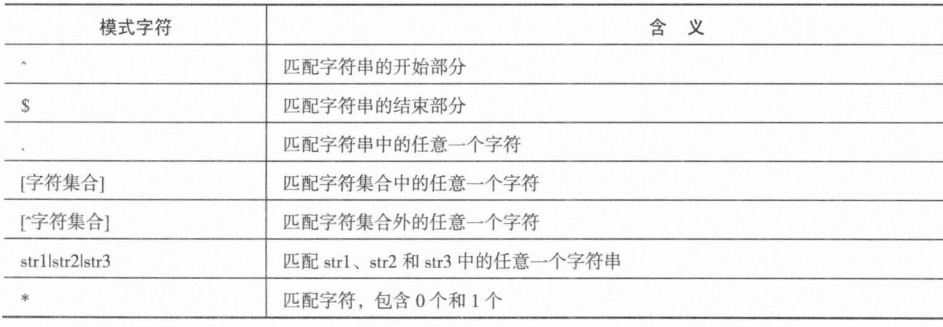 模式字符 含 义
^ 匹配字符串的开始部分
$ 匹配字符串的结束部分
. 匹配字符串中的任意一个字符
[字符集合] 匹配字符集合中的任意一个字符
[^字符集合] 匹配字符集合外的任意一个字符
str1|str2|str3 匹配 str1、str2 和 str3 中的任意一个字符串
* 匹配字符，包含 0 个和 1 个